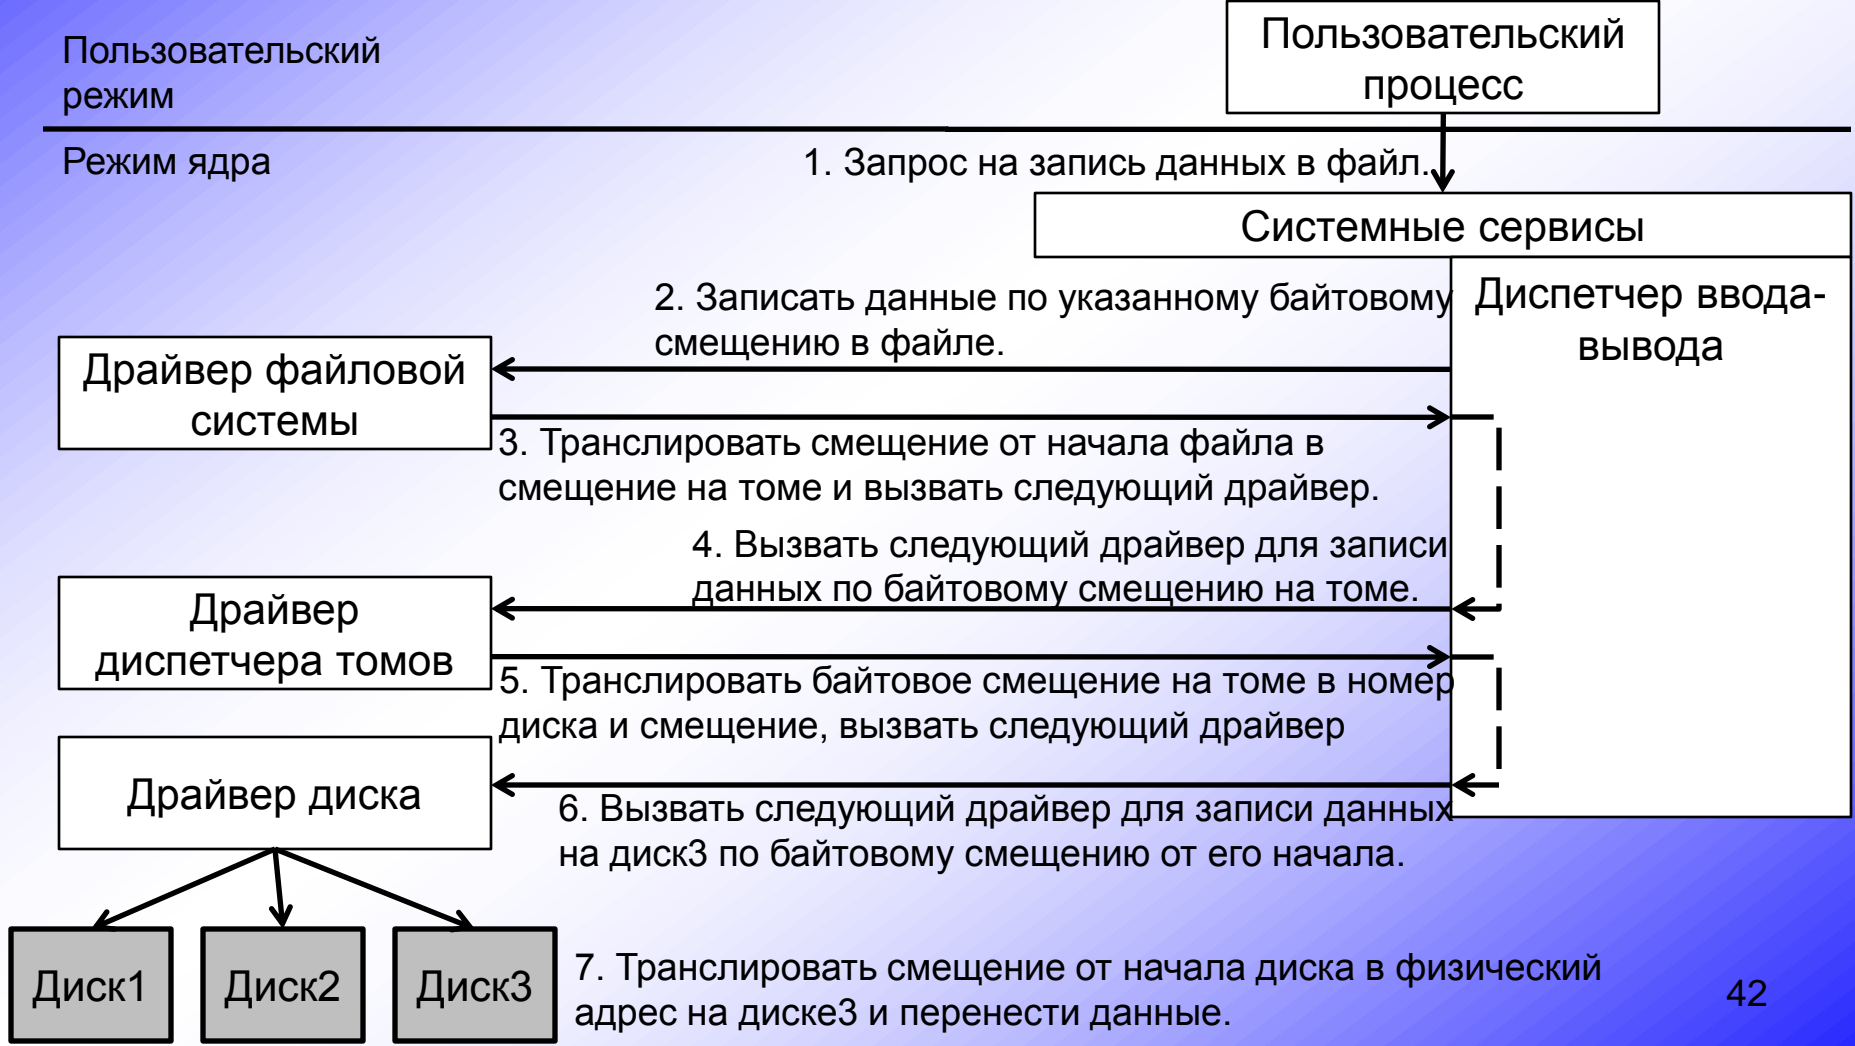 Пользовательский
процесс
Пользовательский
режим
Режим ядра
1. Запрос на запись данных в файл.
Системные сервисы
2. Записать данные по указанному байтовому
смещению в файле.
Диспетчер ввода-
вывода
Драйвер файловой
системы
3. Транслировать смещение от начала файла в
смещение на томе и вызвать следующий драйвер.
4. Вызвать следующий драйвер для записи
данных по байтовому смещению на томе.
Драйвер
диспетчера томов
5. Транслировать байтовое смещение на томе в номер
диска и смещение, вызвать следующий драйвер
Драйвер диска
6. Вызвать следующий драйвер для записи данных
на диск3 по байтовому смещению от его начала.
Диск1
Диск2
Диск3
7. Транслировать смещение от начала диска в физический
адрес на диске3 и перенести данные.
42